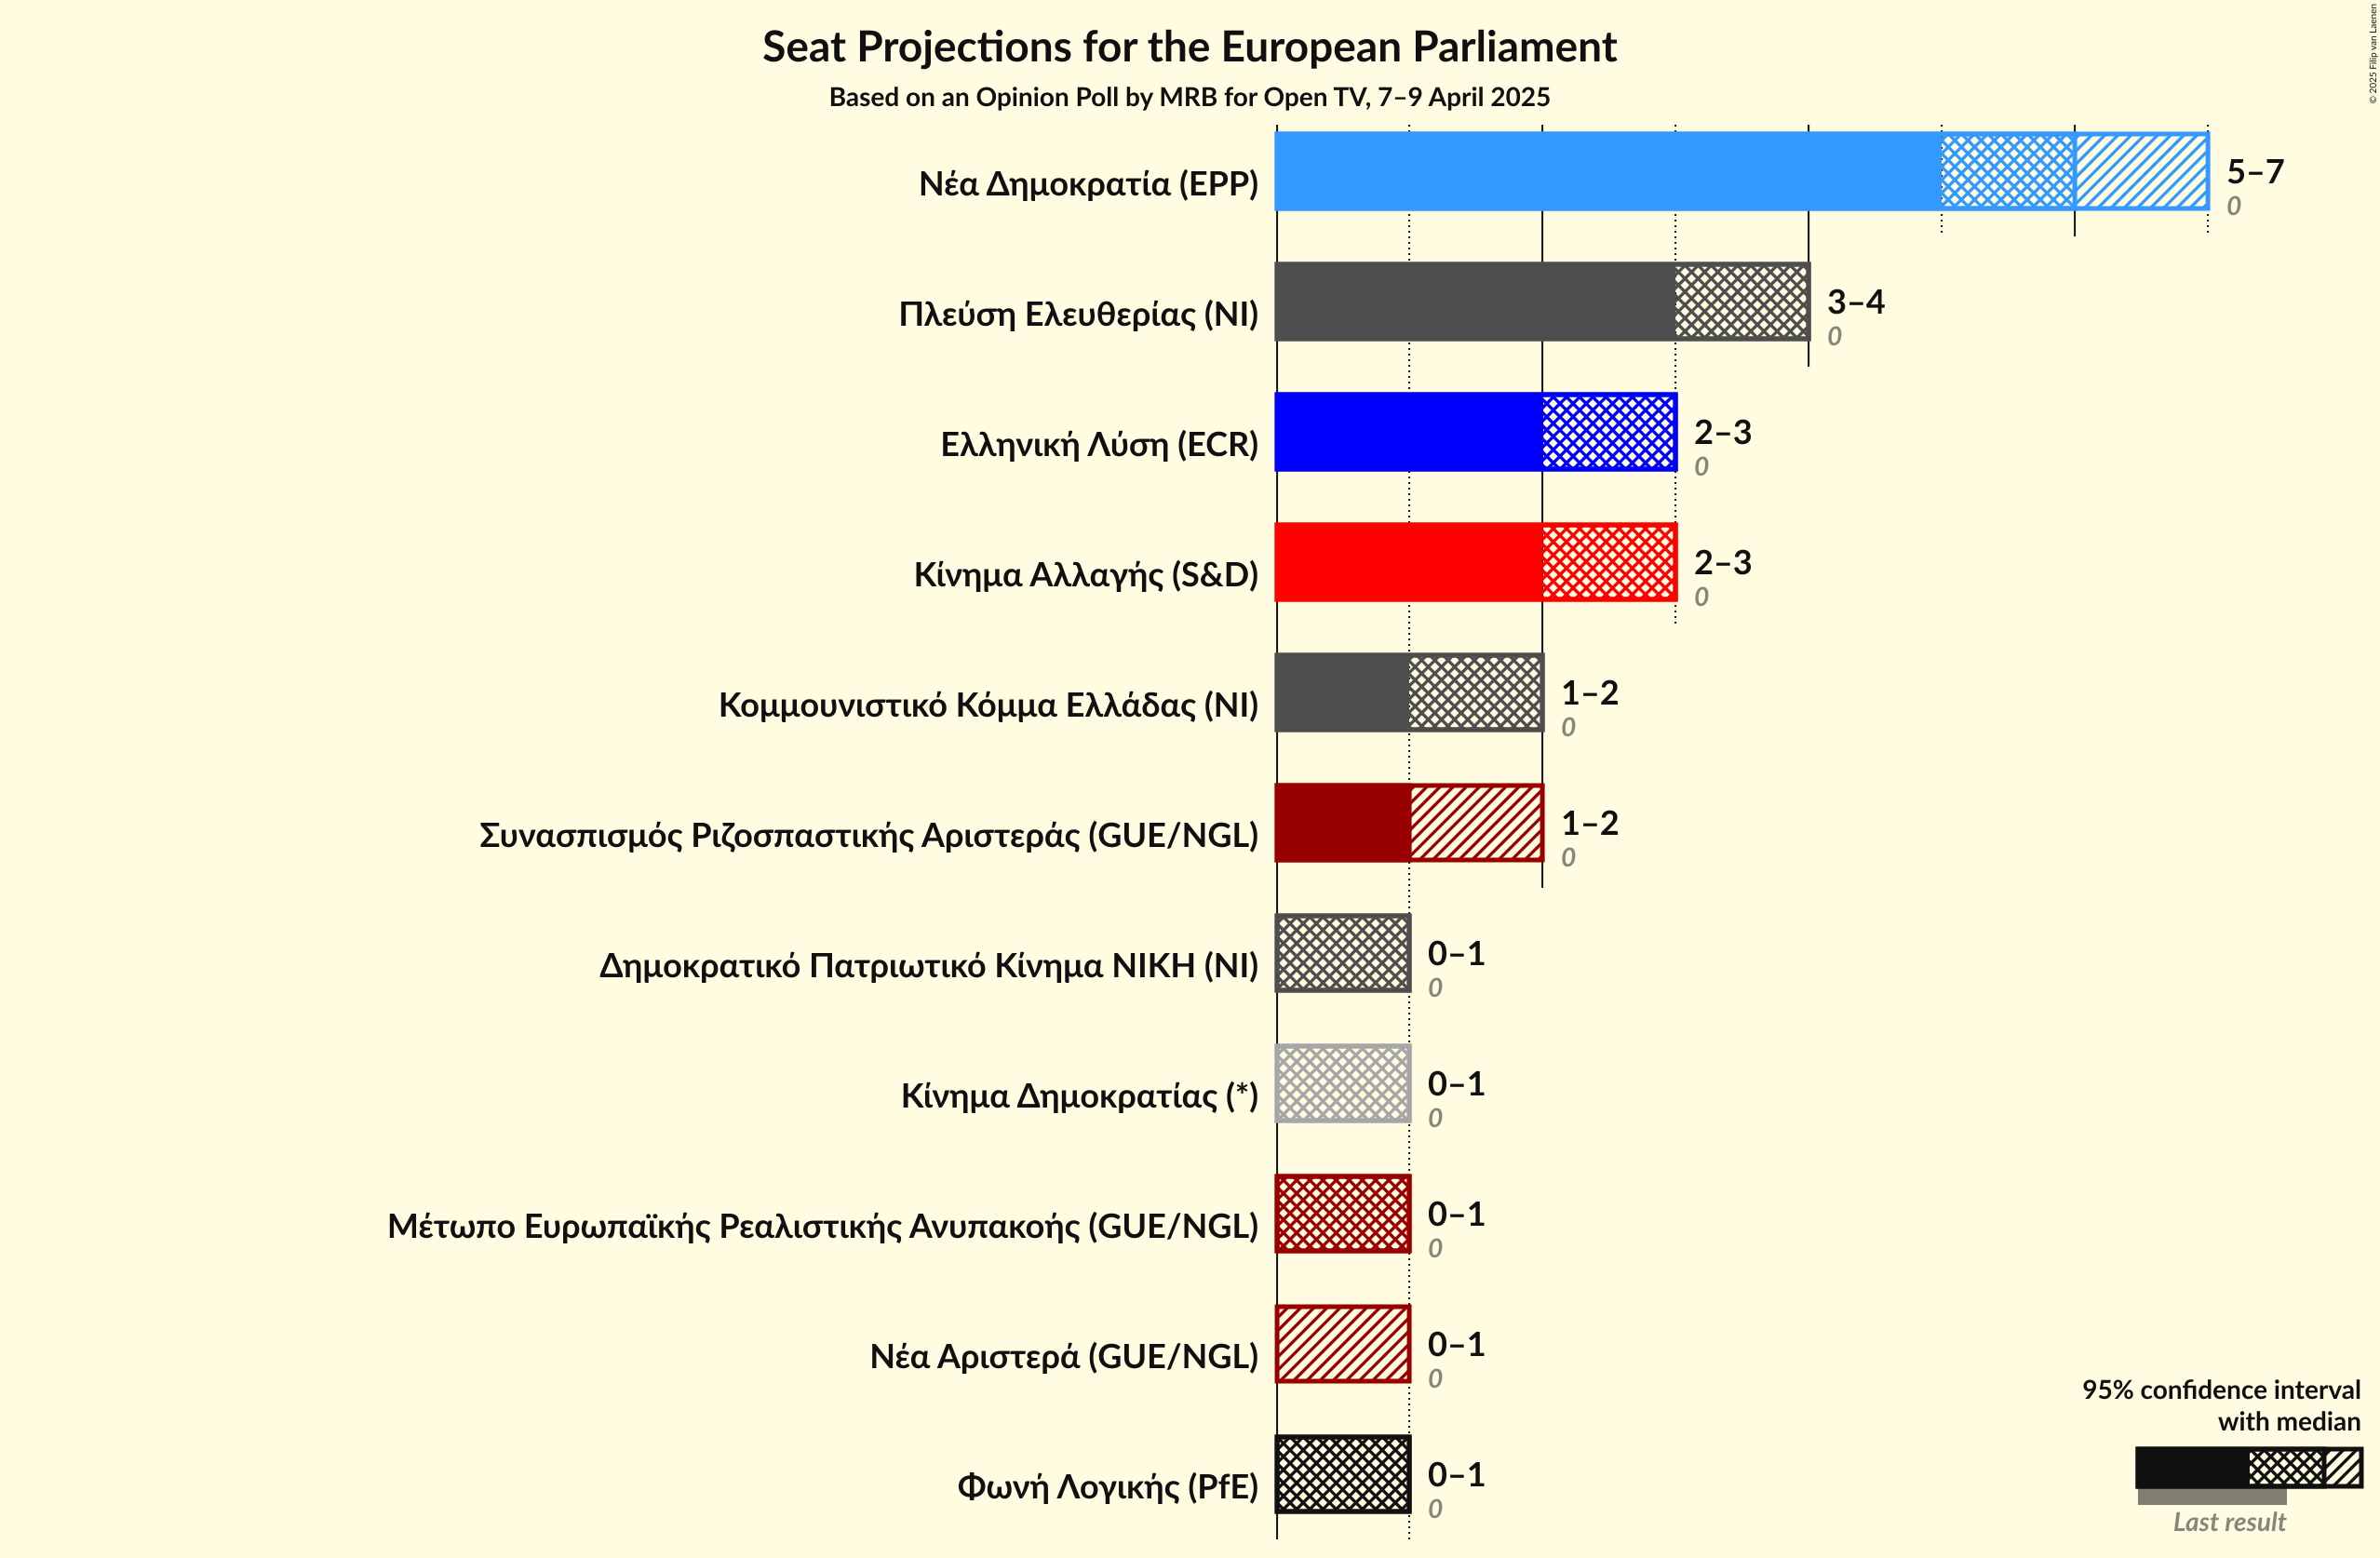 Seat Projections for the European Parliament
Based on an Opinion Poll by MRB for Open TV, 7–9 April 2025
© 2025 Filip van Laenen
Νέα Δημοκρατία (EPP)
5–7
0
Πλεύση Ελευθερίας (NI)
3–4
0
Ελληνική Λύση (ECR)
2–3
0
Κίνημα Αλλαγής (S&D)
2–3
0
Κομμουνιστικό Κόμμα Ελλάδας (NI)
1–2
0
Συνασπισμός Ριζοσπαστικής Αριστεράς (GUE/NGL)
1–2
0
Δημοκρατικό Πατριωτικό Κίνημα ΝΙΚΗ (NI)
0–1
0
Κίνημα Δημοκρατίας (*)
0–1
0
Μέτωπο Ευρωπαϊκής Ρεαλιστικής Ανυπακοής (GUE/NGL)
0–1
0
Νέα Αριστερά (GUE/NGL)
0–1
0
Φωνή Λογικής (PfE)
0–1
0
95% confidence interval
with median
Last result